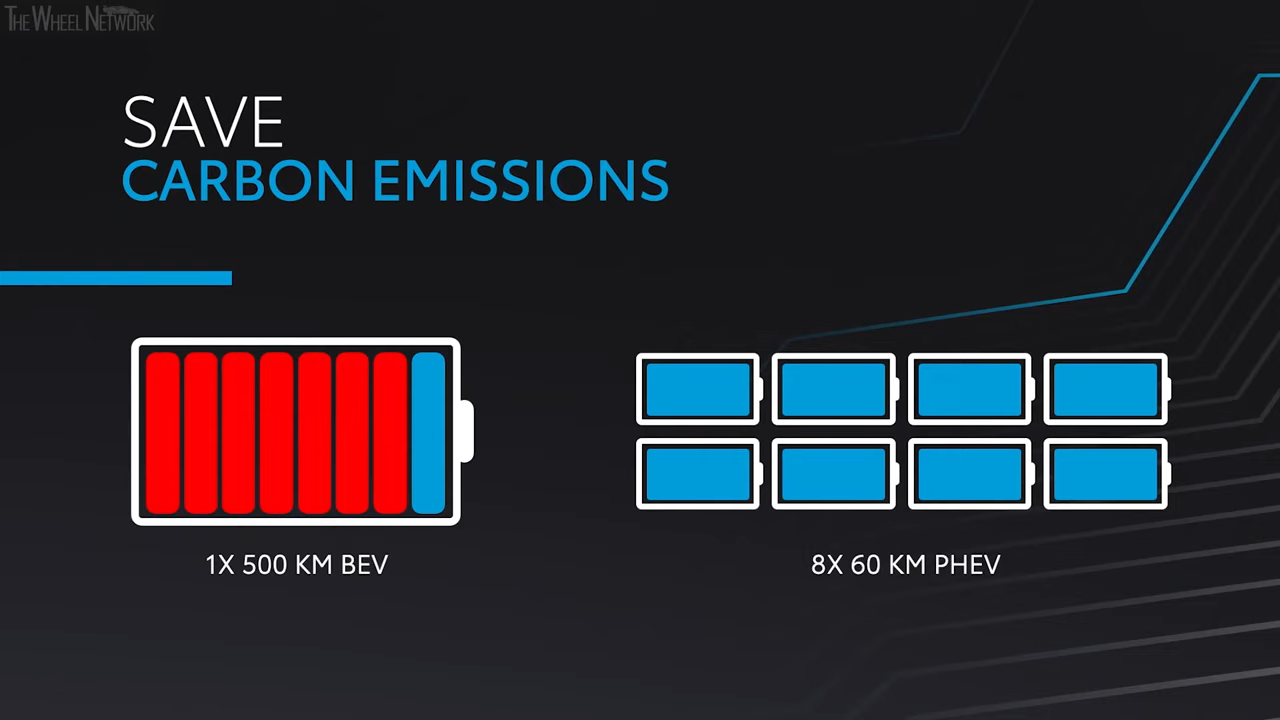 THE WHEEL NETWORK
SAVE
CARBON EMISSIONS
1X 500 KM BEV
8X 60 KM PHEV